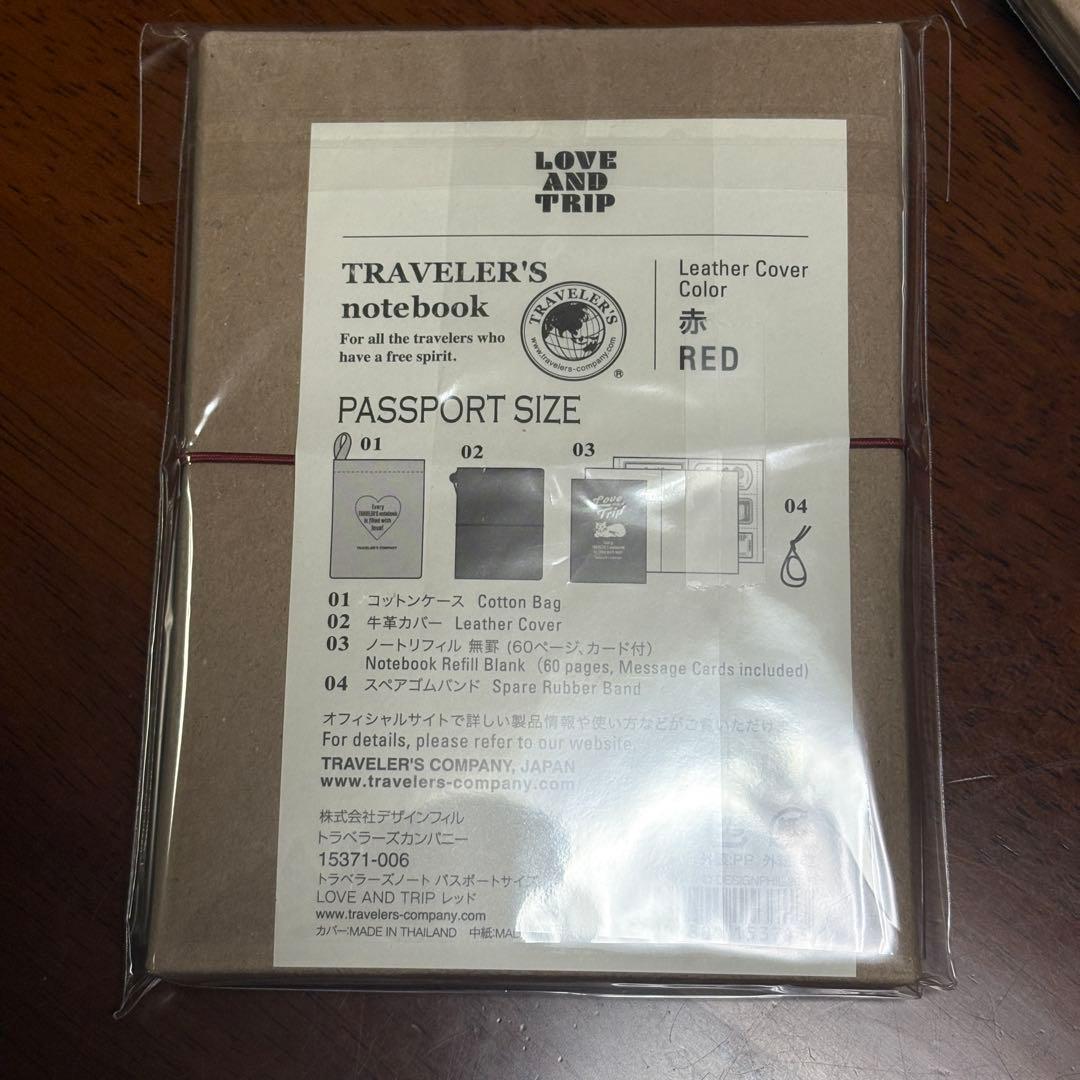 LOVE
AND
TRIP
TRAVELER'S
notebook
For all the travelers who
have a free spirit.
TRAVELER'S
www.travelers-company.com
®
Leather Cover
Color
赤
RED
PASSPORT SIZE
01
02
03
04
Every
TRAVELER'S notebook
is filled with
love!
TRAVELER'S COMPANY
Love
and
Trip
01 コットンケース Cotton Bag
02 牛革カバー Leather Cover
03 ノートリフィル 無罫 (60ページ、カード付)
Notebook Refill Blank (60 pages, Message Cards included)
04 スペアゴムバンド Spare Rubber Band
オフィシャルサイトで詳しい製品情報や使い方などがご覧いただけ
For details, please refer to our website.
TRAVELER'S COMPANY, JAPAN
www.travelers-company.com
株式会社デザインフィル
トラベラーズカンパニー
15371-006
トラベラーズノート パスポートサイズ
LOVE AND TRIP レッド
www.travelers-company.com
カバー:MADE IN THAILAND 中紙:MA
外装:PP
© DESIGNPHIL